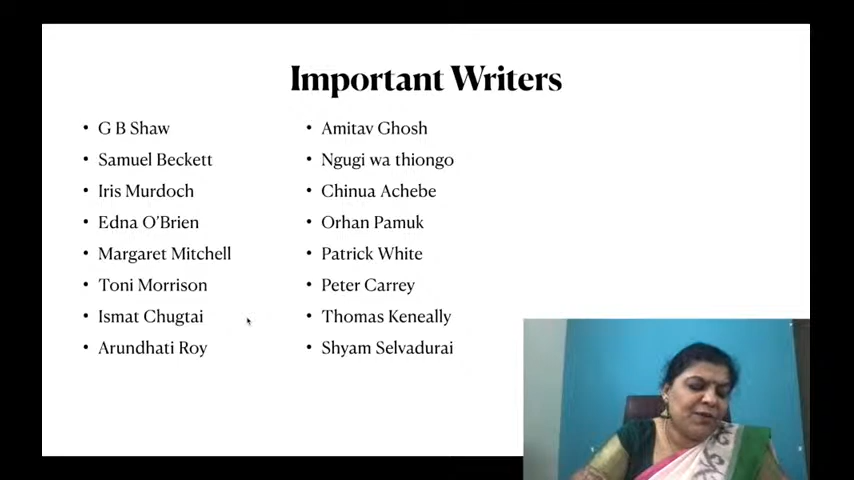 Important Writers
• G B Shaw
• Samuel Beckett
• Iris Murdoch
• Edna O'Brien
• Margaret Mitchell
• Toni Morrison
• Ismat Chugtai
• Arundhati Roy
• Amitav Ghosh
• Ngugi wa thiongo
• Chinua Achebe
• Orhan Pamuk
• Patrick White
• Peter Carrey
• Thomas Keneally
• Shyam Selvadurai